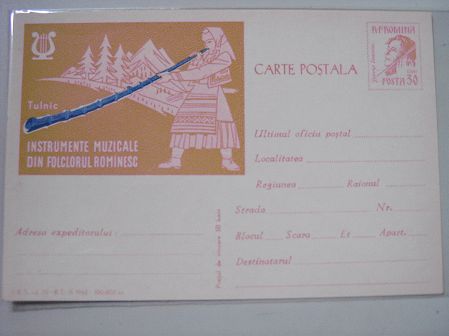 Tulnic
INSTRUMENTE MUZICALE
DIN FOLCLORUL ROMINESC
Adresa expeditorului:
CARTE POSTALA
R.P. ROMINA
POSTA 30
Ultimul oficiu poștal
Localitatea
Regiunea Raionul
Strada Nr.
Blocul Scara Et Apart.
Destinatarul